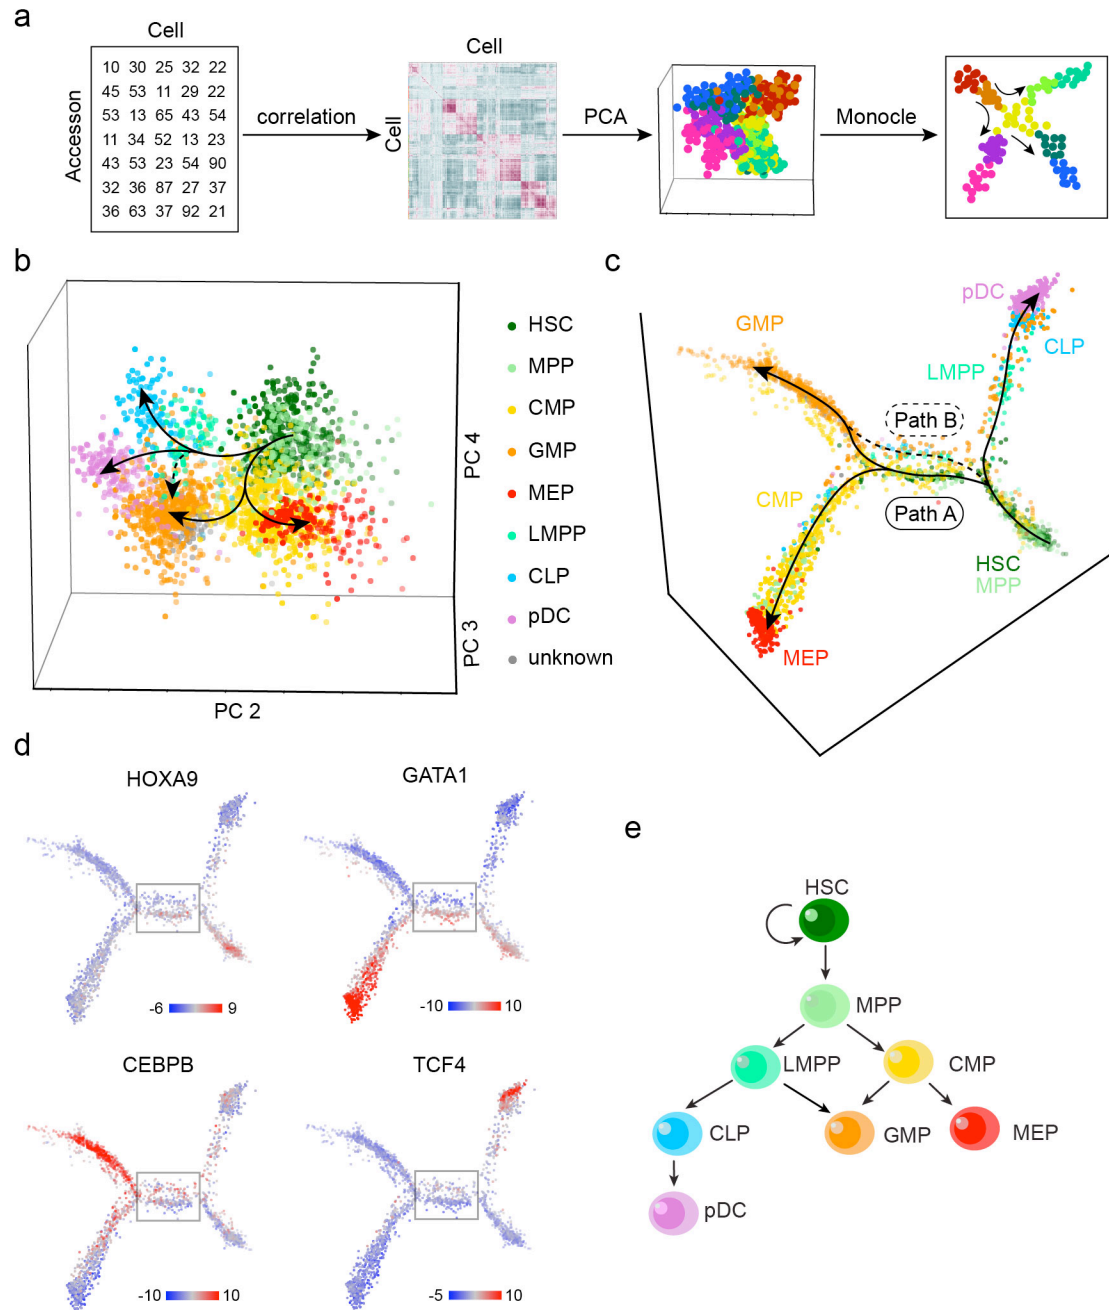 a
Cell
Accesson
10 30 25 32 22
45 53 11 29 22
53 13 65 43 54
11 34 52 13 23
43 53 23 54 90
32 36 87 27 37
36 63 37 92 21
correlation
Cell
Cell
PCA
Monocle
b
PC 4
PC 3
PC 2
HSC
MPP
CMP
GMP
MEP
LMPP
CLP
pDC
unknown
c
pDC
GMP
CLP
LMPP
Path B
CMP
Path A
HSC
MPP
MEP
d
HOXA9
-6 9
GATA1
-10 10
CEBPB
-10 10
TCF4
-5 10
e
HSC
MPP
LMPP
CMP
CLP
GMP
MEP
pDC